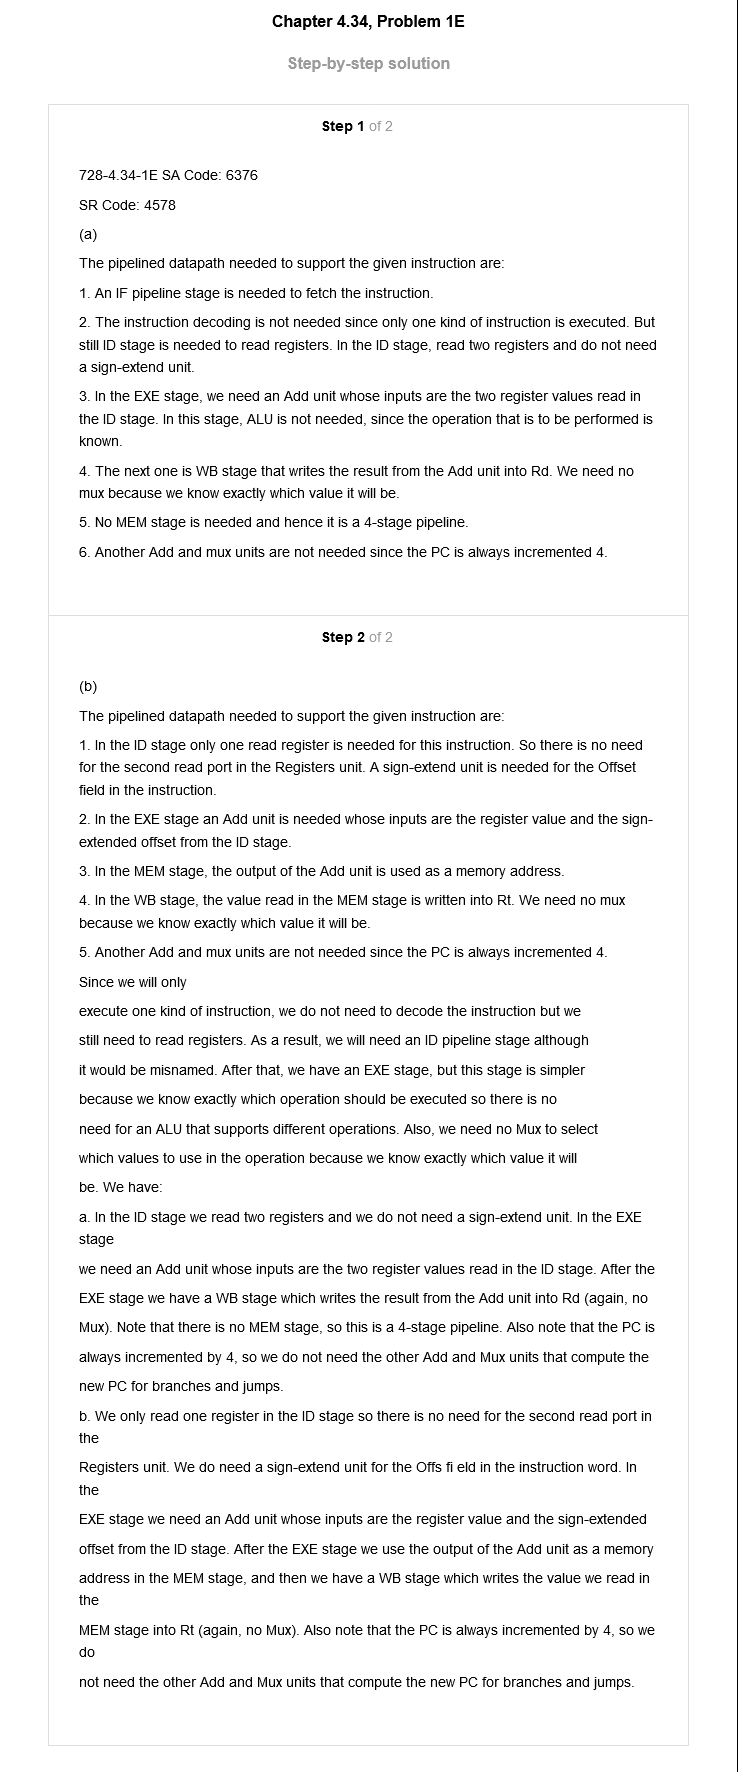 Chapter 4.34, Problem 1E
Step-by-step solution
Step 1 of 2
728-4.34-1E SA Code: 6376
SR Code: 4578
(a)
The pipelined datapath needed to support the given instruction are:
1. An IF pipeline stage is needed to fetch the instruction.
2. The instruction decoding is not needed since only one kind of instruction is executed. But
still ID stage is needed to read registers. In the ID stage, read two registers and do not need
a sign-extend unit.
3. In the EXE stage, we need an Add unit whose inputs are the two register values read in
the ID stage. In this stage, ALU is not needed, since the operation that is to be performed is
known.
4. The next one is WB stage that writes the result from the Add unit into Rd. We need no
mux because we know exactly which value it will be.
5. No MEM stage is needed and hence it is a 4-stage pipeline.
6. Another Add and mux units are not needed since the PC is always incremented 4.
Step 2 of 2
(b)
The pipelined datapath needed to support the given instruction are:
1. In the ID stage only one read register is needed for this instruction. So there is no need
for the second read port in the Registers unit. A sign-extend unit is needed for the Offset
field in the instruction.
2. In the EXE stage an Add unit is needed whose inputs are the register value and the sign-
extended offset from the ID stage.
3. In the MEM stage, the output of the Add unit is used as a memory address.
4. In the WB stage, the value read in the MEM stage is written into Rt. We need no mux
because we know exactly which value it will be.
5. Another Add and mux units are not needed since the PC is always incremented 4.
Since we will only
execute one kind of instruction, we do not need to decode the instruction but we
still need to read registers. As a result, we will need an ID pipeline stage although
it would be misnamed. After that, we have an EXE stage, but this stage is simpler
because we know exactly which operation should be executed so there is no
need for an ALU that supports different operations. Also, we need no Mux to select
which values to use in the operation because we know exactly which value it will
be. We have:
a. In the ID stage we read two registers and we do not need a sign-extend unit. In the EXE
stage
we need an Add unit whose inputs are the two register values read in the ID stage. After the
EXE stage we have a WB stage which writes the result from the Add unit into Rd (again, no
Mux). Note that there is no MEM stage, so this is a 4-stage pipeline. Also note that the PC is
always incremented by 4, so we do not need the other Add and Mux units that compute the
new PC for branches and jumps.
b. We only read one register in the ID stage so there is no need for the second read port in
the
Registers unit. We do need a sign-extend unit for the Offs fi eld in the instruction word. In
the
EXE stage we need an Add unit whose inputs are the register value and the sign-extended
offset from the ID stage. After the EXE stage we use the output of the Add unit as a memory
address in the MEM stage, and then we have a WB stage which writes the value we read in
the
MEM stage into Rt (again, no Mux). Also note that the PC is always incremented by 4, so we
do
not need the other Add and Mux units that compute the new PC for branches and jumps.